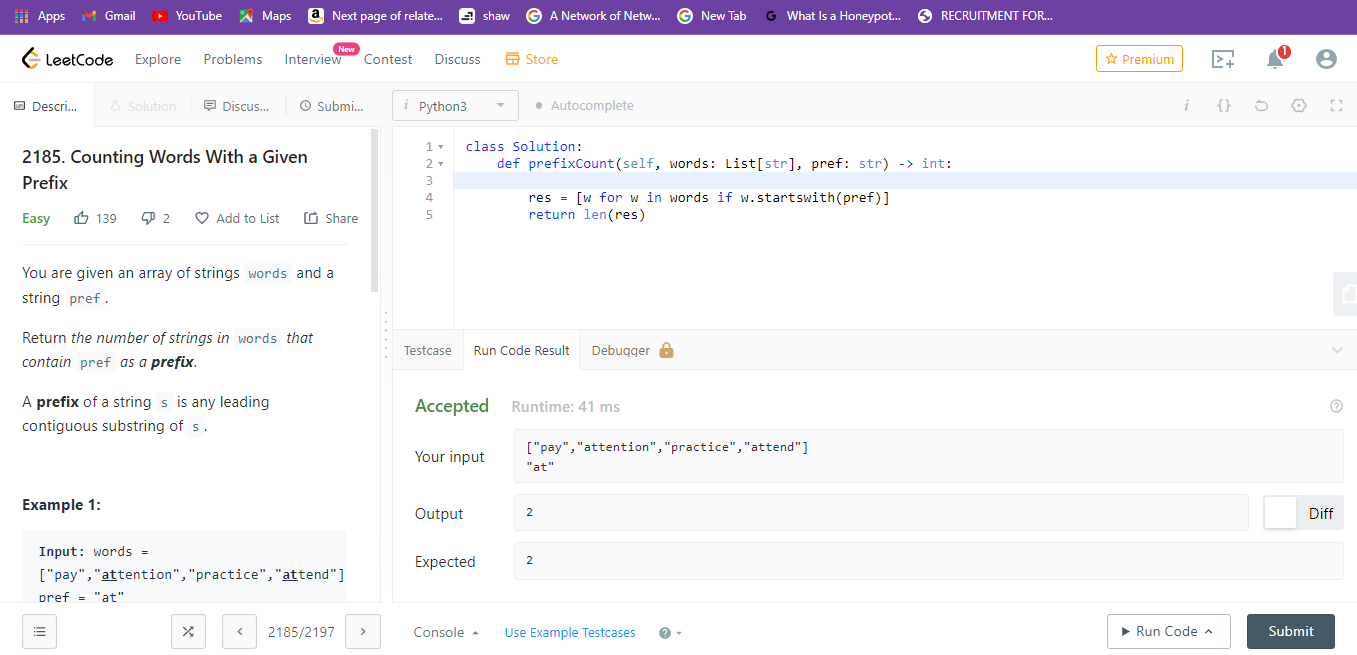 Apps Gmail YouTube Maps Next page of relate... shaw A Network of Netw... New Tab What Is a Honeypot... RECRUITMENT FOR...
LeetCode Explore Problems Interview New Contest Discuss Store Premium 1
Descri... Solution Discus... Submi... i Python3 Autocomplete i {}
2185. Counting Words With a Given
Prefix
Easy 139 2 Add to List Share
You are given an array of strings words and a
string pref .
Return the number of strings in words that
contain pref as a prefix.
A prefix of a string s is any leading
contiguous substring of s .
Example 1:
Input: words =
["pay","attention","practice","attend"]
pref = "at"
2185/2197
1 class Solution:
2 def prefixCount(self, words: List[str], pref: str) -> int:
3
4 res = [w for w in words if w.startswith(pref)]
5 return len(res)
Testcase Run Code Result Debugger
Accepted Runtime: 41 ms
Your input
["pay","attention","practice","attend"]
"at"
Output 2 Diff
Expected 2
Console Use Example Testcases Run Code Submit